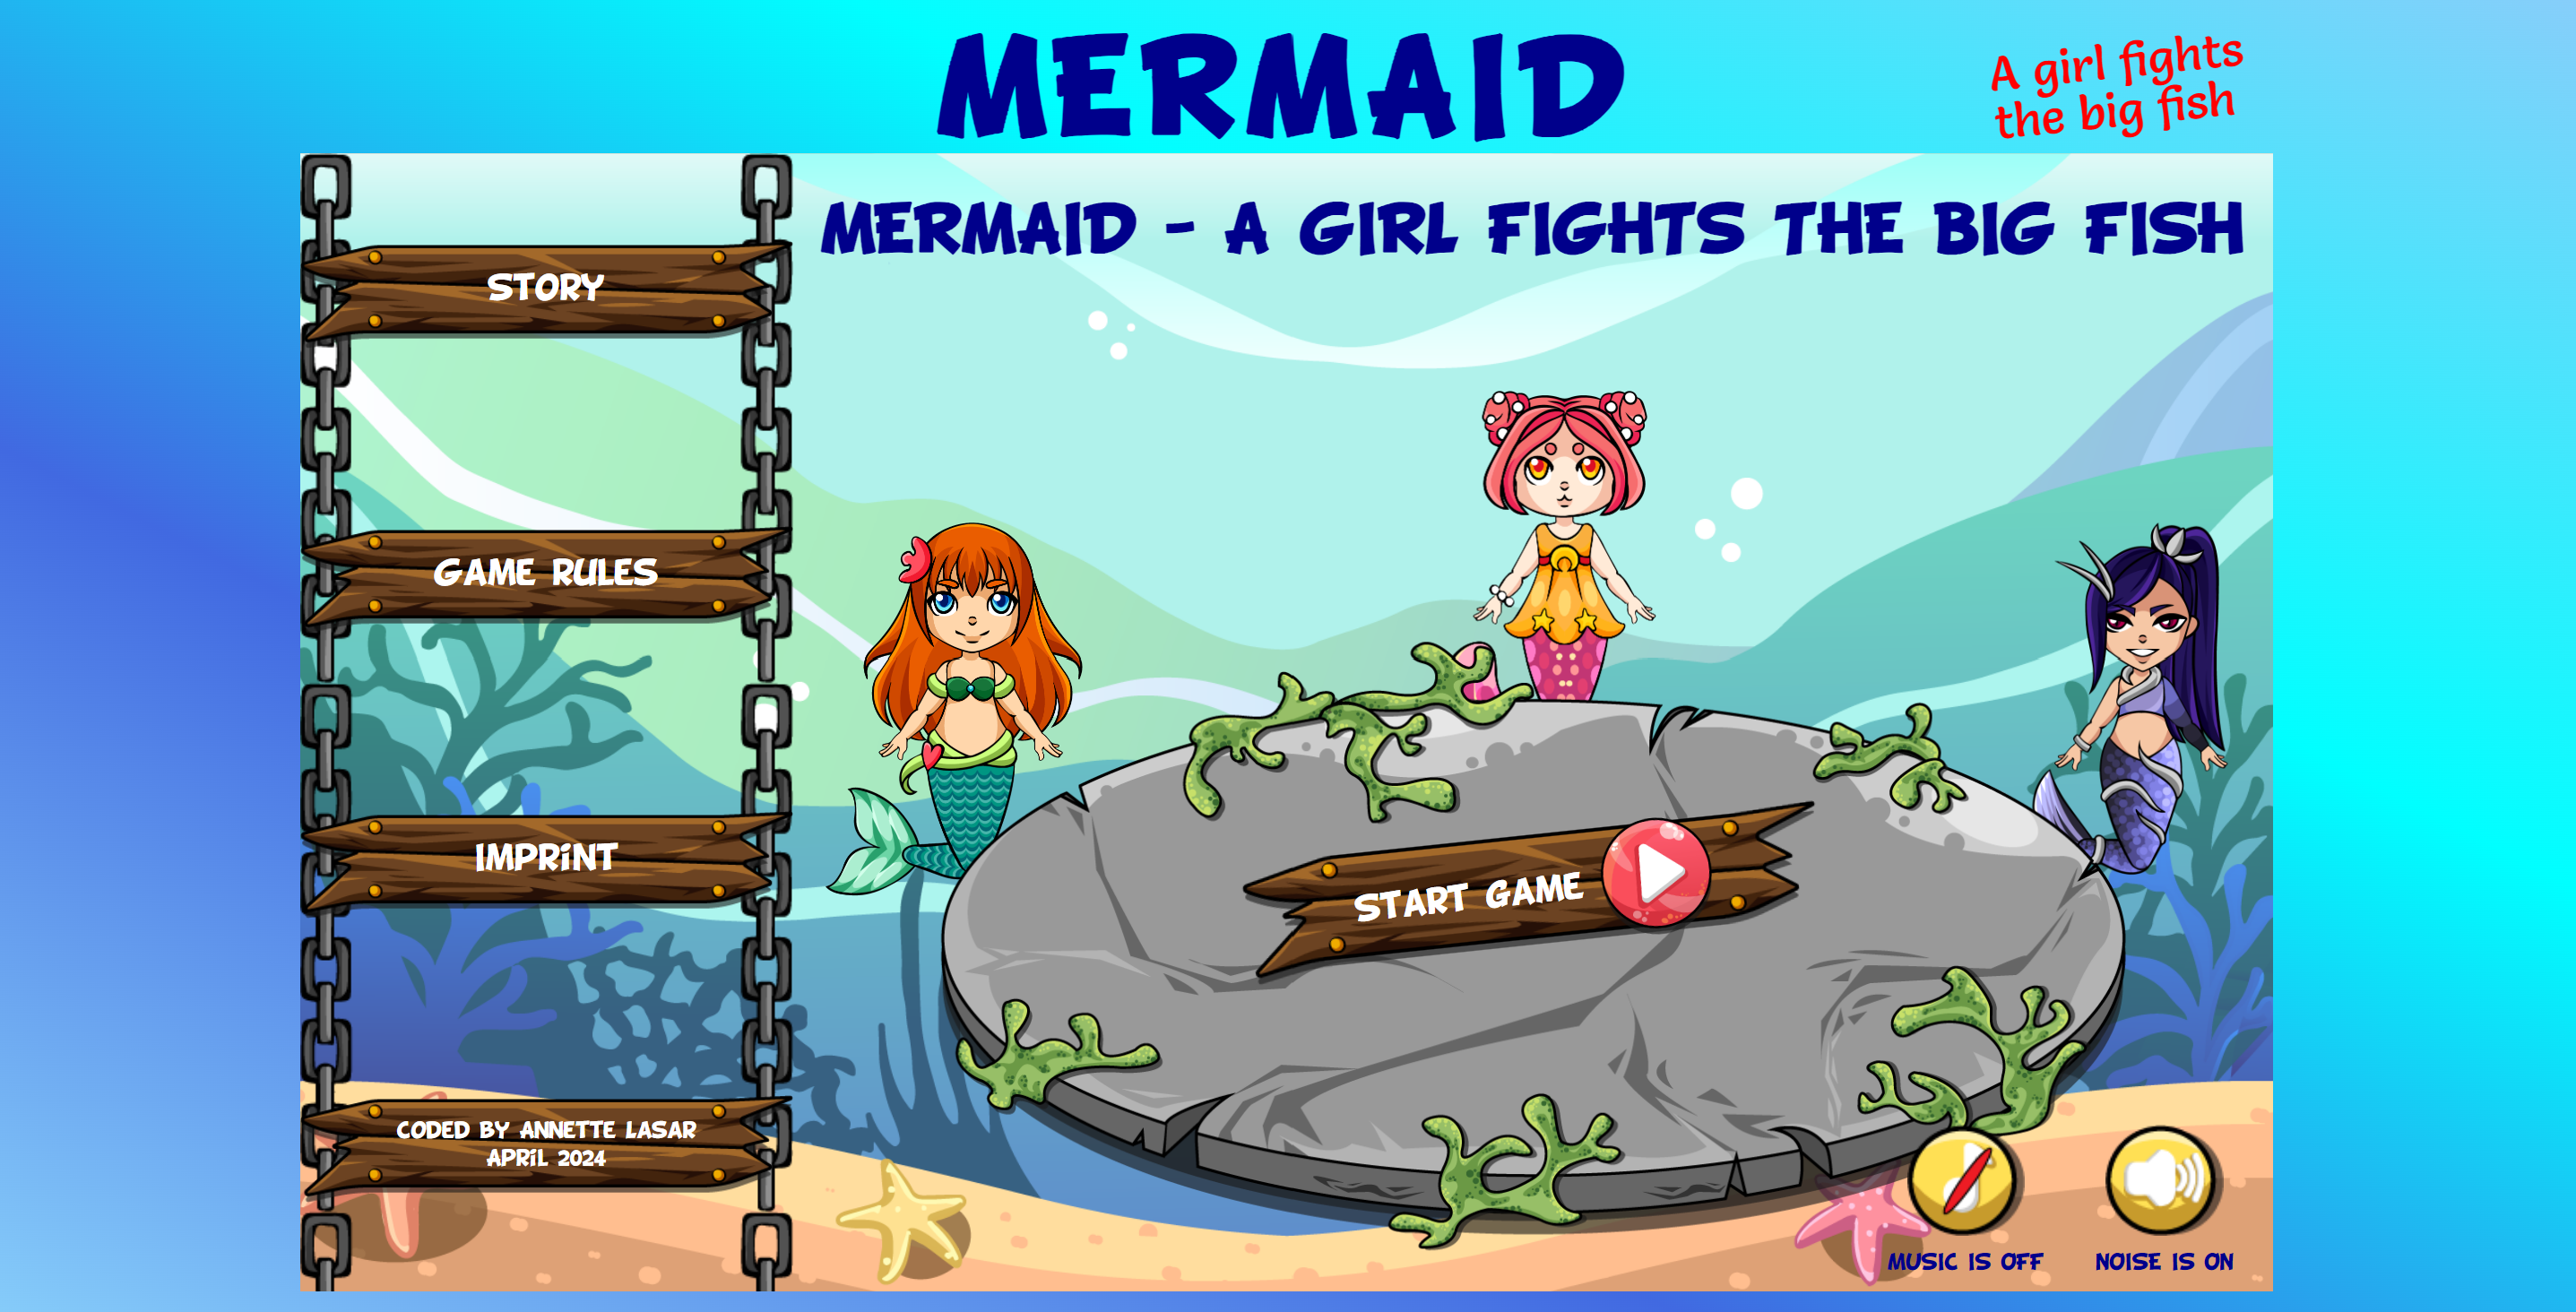 MERMAID
A girl fights
the big fish
MERMAID - A GIRL FIGHTS THE BIG FISH
STORY
GAME RULES
IMPRiNT
START GAME
CODED BY ANNETTE LASAR
APRiL 2024
MUSIC IS OFF
NOISE IS ON